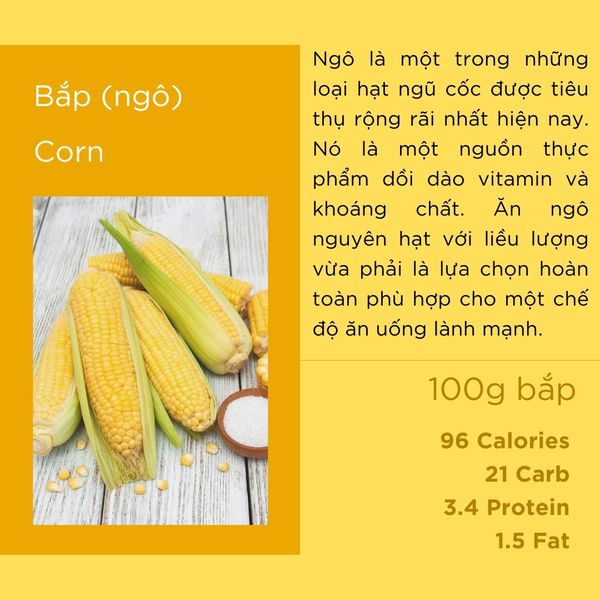 Bắp (ngô)
Corn
Ngô là một trong những
loại hạt ngũ cốc được tiêu
thụ rộng rãi nhất hiện nay.
Nó là một nguồn thực
phẩm dồi dào vitamin và
khoáng chất. Ăn ngô
nguyên hạt với liều lượng
vừa phải là lựa chọn hoàn
toàn phù hợp cho một chế
độ ăn uống lành mạnh.
100g bắp
96 Calories
21 Carb
3.4 Protein
1.5 Fat